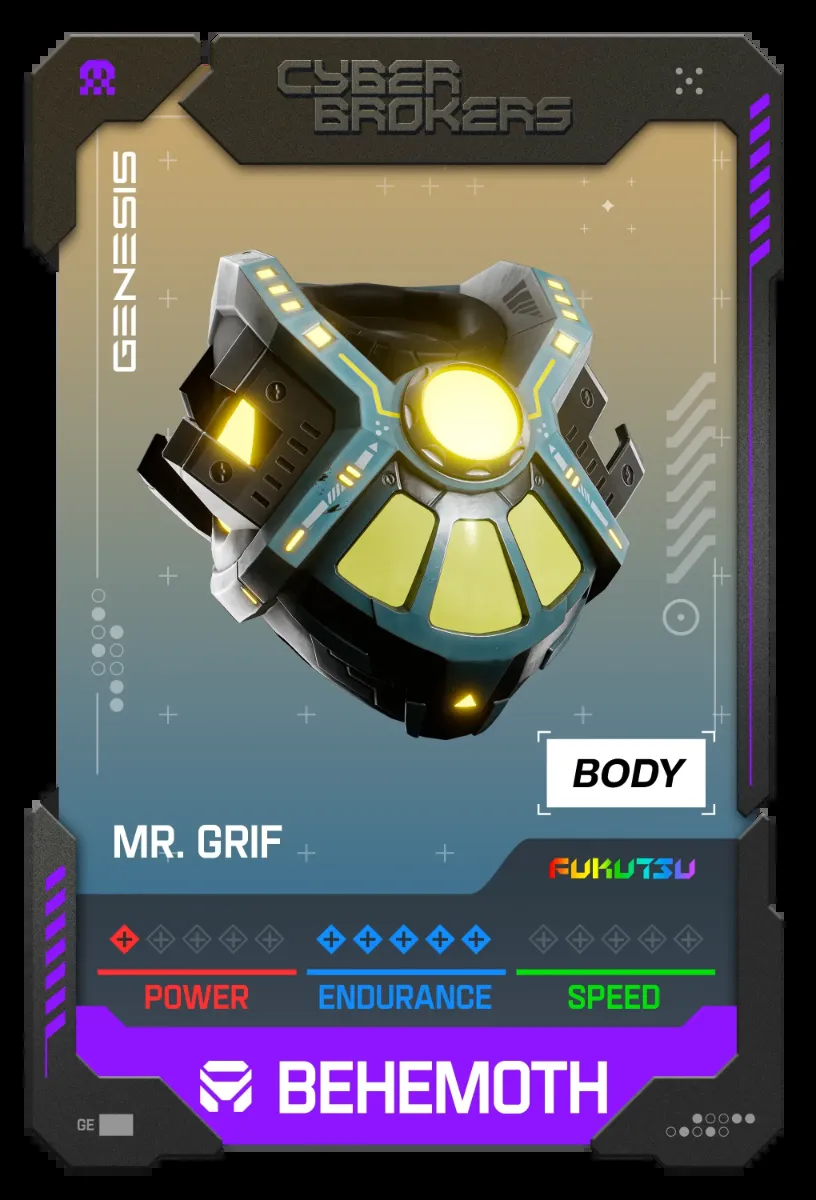 CYBER
BROKERS
GENESIS
BODY
MR. GRIF
FUKUTSU
POWER
ENDURANCE
SPEED
BEHEMOTH
GE